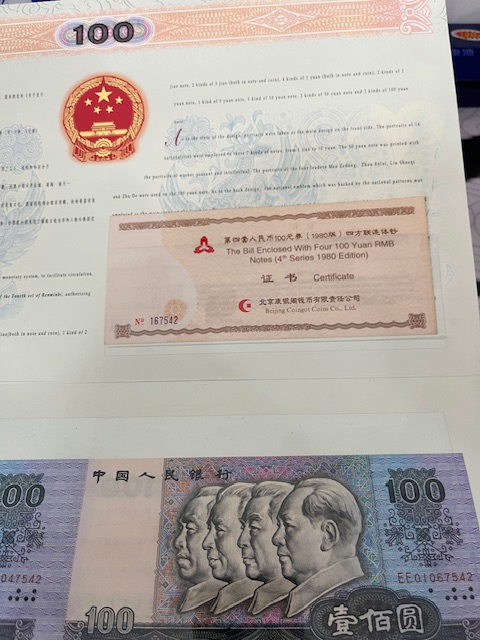 100
jiao note, 2 kinds of 5 jiao (both in note and coin), 4 kinds of 1 yuan (both in note and coin), 2 kinds of 2
yuan note, 1 kind of 5 yuan note, 1 kind of 10 yuan note, 2 kinds of 50 yuan note and 2 kinds of 100 yuan
note.
As to the style of the design, portraits were taken as the main design on the front side. The portraits of 14
nationalities were employed to these 7 kinds of notes, from 1 jiao to 10 yuan. The 50 yuan note was printed with
the portraits of worker peasant and intellectual. The portraits of the four leaders Mao Zedong, Zhou Enlai, Liu Shaoqi
and Zhu De were used on the 100 yuan note. As to the back design, the national emblem which was backed by the national patterns was
monetary system, to facilitate circulation,
of the Fourth set of Renminbi, authorizing
(both in note and coin), 3 kind of 2
第四套人民币100元券(1980版)四方联连体钞
The Bill Enclosed With Four 100 Yuan RMB
Notes (4th Series 1980 Edition)
证书 Certificate
北京康银阁钱币有限责任公司
Beijing Coinget Coins Co., Ltd.
No 167542
中国人民银行
00
100
047542
EE01067542
100
壹佰圆